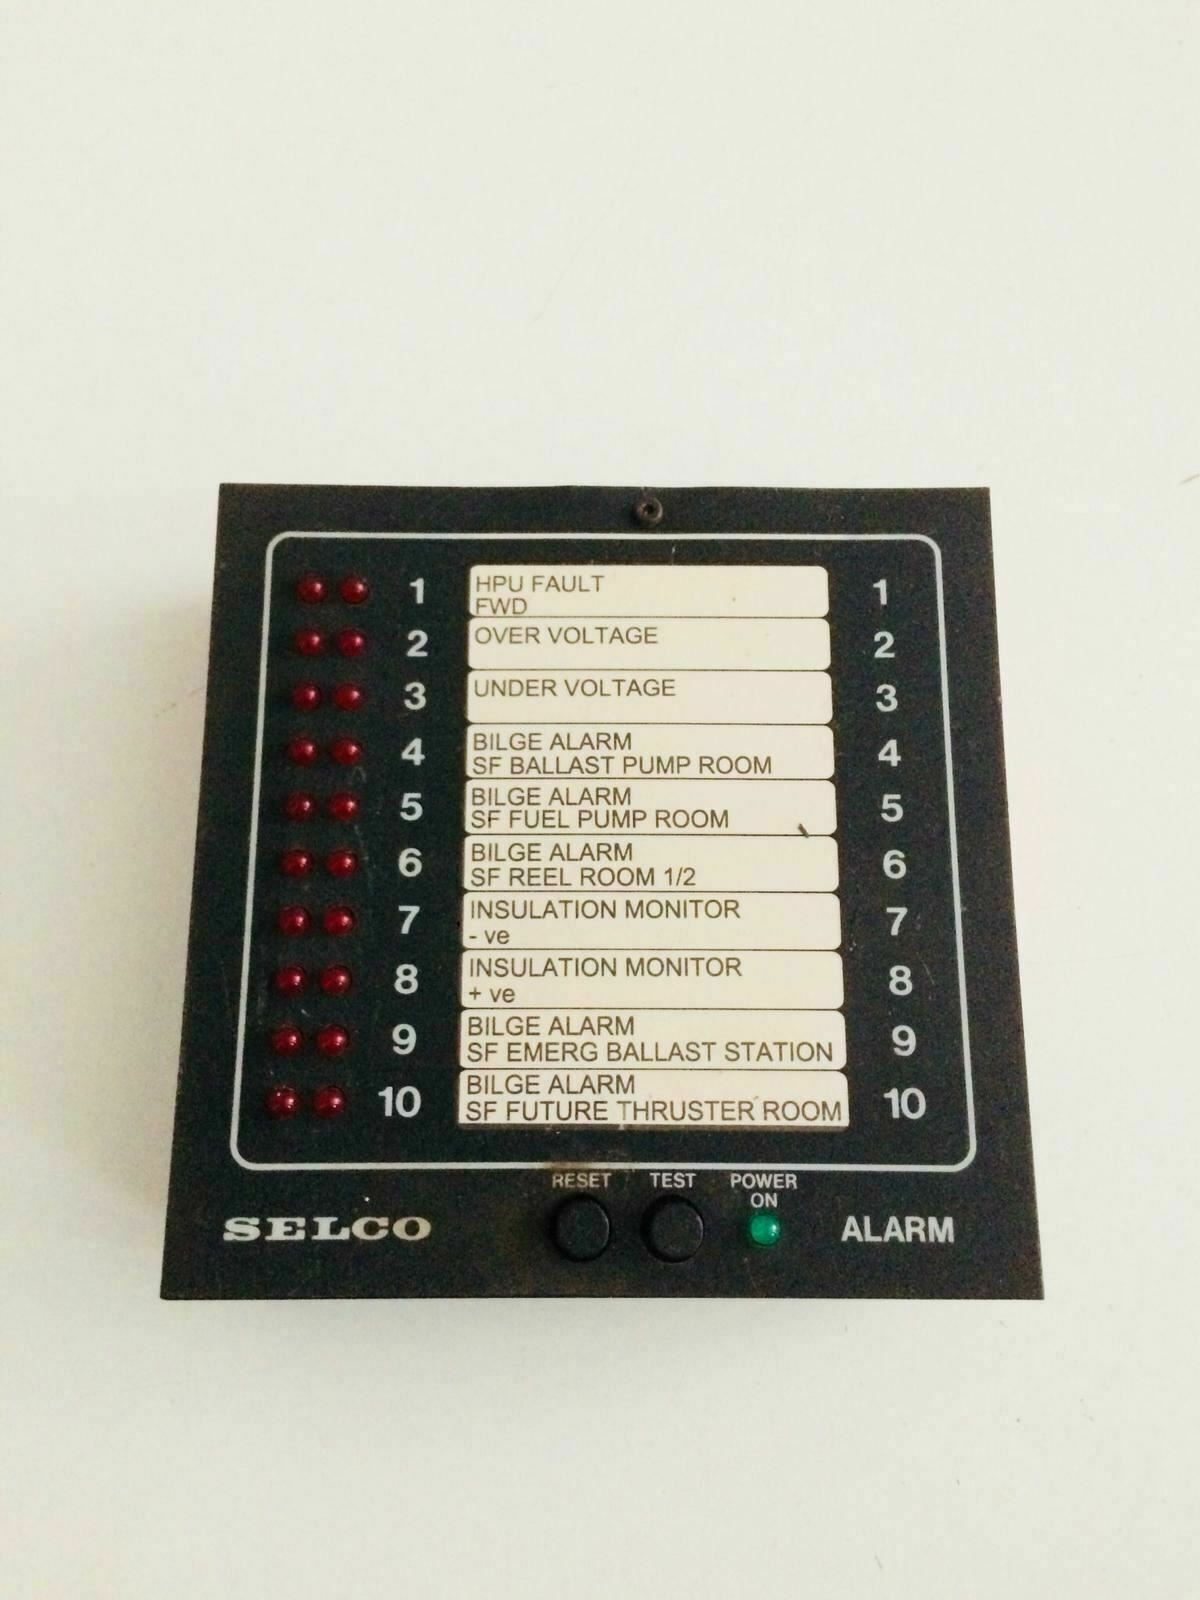 1 HPU FAULT 1
FWD
2 OVER VOLTAGE 2
3 UNDER VOLTAGE 3
4 BILGE ALARM 4
SF BALLAST PUMP ROOM
5 BILGE ALARM 5
SF FUEL PUMP ROOM
6 BILGE ALARM 6
SF REEL ROOM 1/2
7 INSULATION MONITOR 7
- ve
8 INSULATION MONITOR 8
+ ve
9 BILGE ALARM 9
SF EMERG BALLAST STATION
10 BILGE ALARM 10
SF FUTURE THRUSTER ROOM
RESET TEST POWER
ON
SELCO ALARM